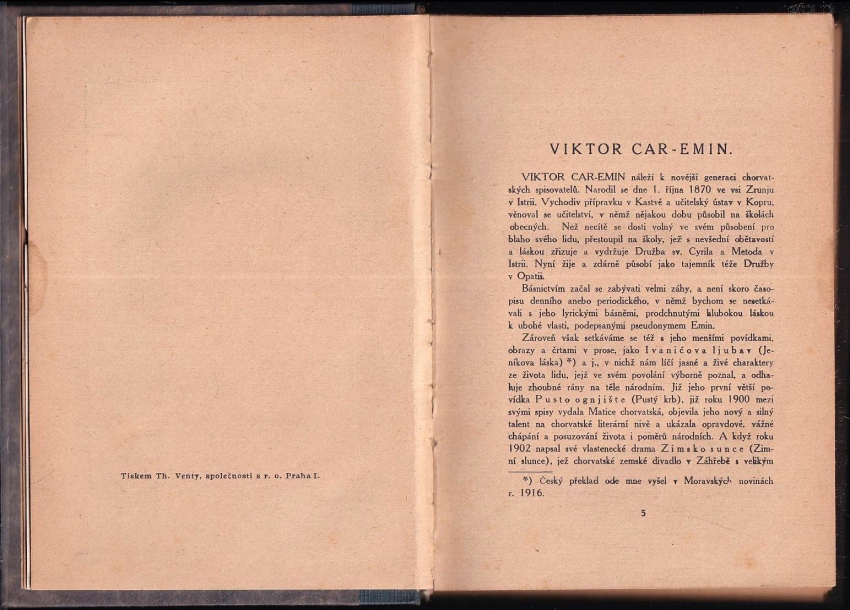 Tiskem Th. Venty, společnosti s r. o. Praha I.
VIKTOR CAR-EMIN.
VIKTOR CAR-EMIN náleží k novější generaci chorvat-
ských spisovatelů. Narodil se dne 1. října 1870 ve vsi Zrunju
v Istrii. Vychodiv přípravku v Kastvě a učitelský ústav v Kopru,
věnoval se učitelství, v němž nějakou dobu působil na školách
obecných. Než necítě se dosti volný ve svém působení pro
blaho svého lidu, přestoupil na školy, jež s nevšední obětavostí
a láskou zřizuje a vydržuje Družba sv. Cyrila a Metoda v
Istrii. Nyní žije a zdárně působí jako tajemník téže Družby
v Opatii.
Básnictvím začal se zabývati velmi záhy, a není skoro časo-
pisu denního anebo periodického, v němž bychom se nesetká-
vali s jeho lyrickými básněmi, prodchnutými hlubokou láskou
k ubohé vlasti, podepsanými pseudonymem Emin.
Zároveň však setkáváme se též s jeho menšími povídkami,
obrazy a črtami v prose, jako Ivanićova ljubav (Je-
níkova láska) *) a j., v nichž nám líčí jasné a živé charaktery
ze života lidu, jejž ve svém povolání výborně poznal, a odha-
luje zhoubné rány na těle národním. Již jeho první větší po-
vídka Pusto ognjište (Pustý krb), již roku 1900 mezi
svými spisy vydala Matice chorvatská, objevila jeho nový a silný
talent na chorvatské literární nivě a ukázala opravdové, vážné
chápání a posuzování života i poměrů národních. A když roku
1902 napsal své vlastenecké drama Zimsko sunce (Zim-
ní slunce), jež chorvatské zemské divadlo v Záhřebě s velikým
*) Český překlad ode mne vyšel v Moravských novinách
r. 1916.
5